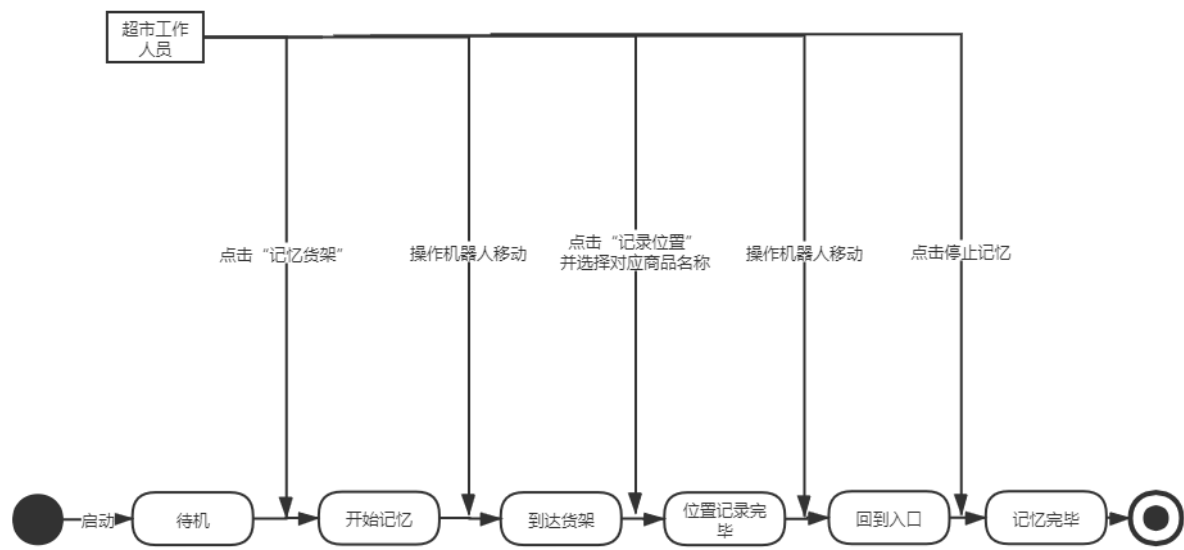 超市工作
人员
点击“记忆货架”
操作机器人移动
点击“记录位置”
并选择对应商品名称
操作机器人移动
点击停止记忆
启动
待机
开始记忆
到达货架
位置记录完
毕
回到入口
记忆完毕